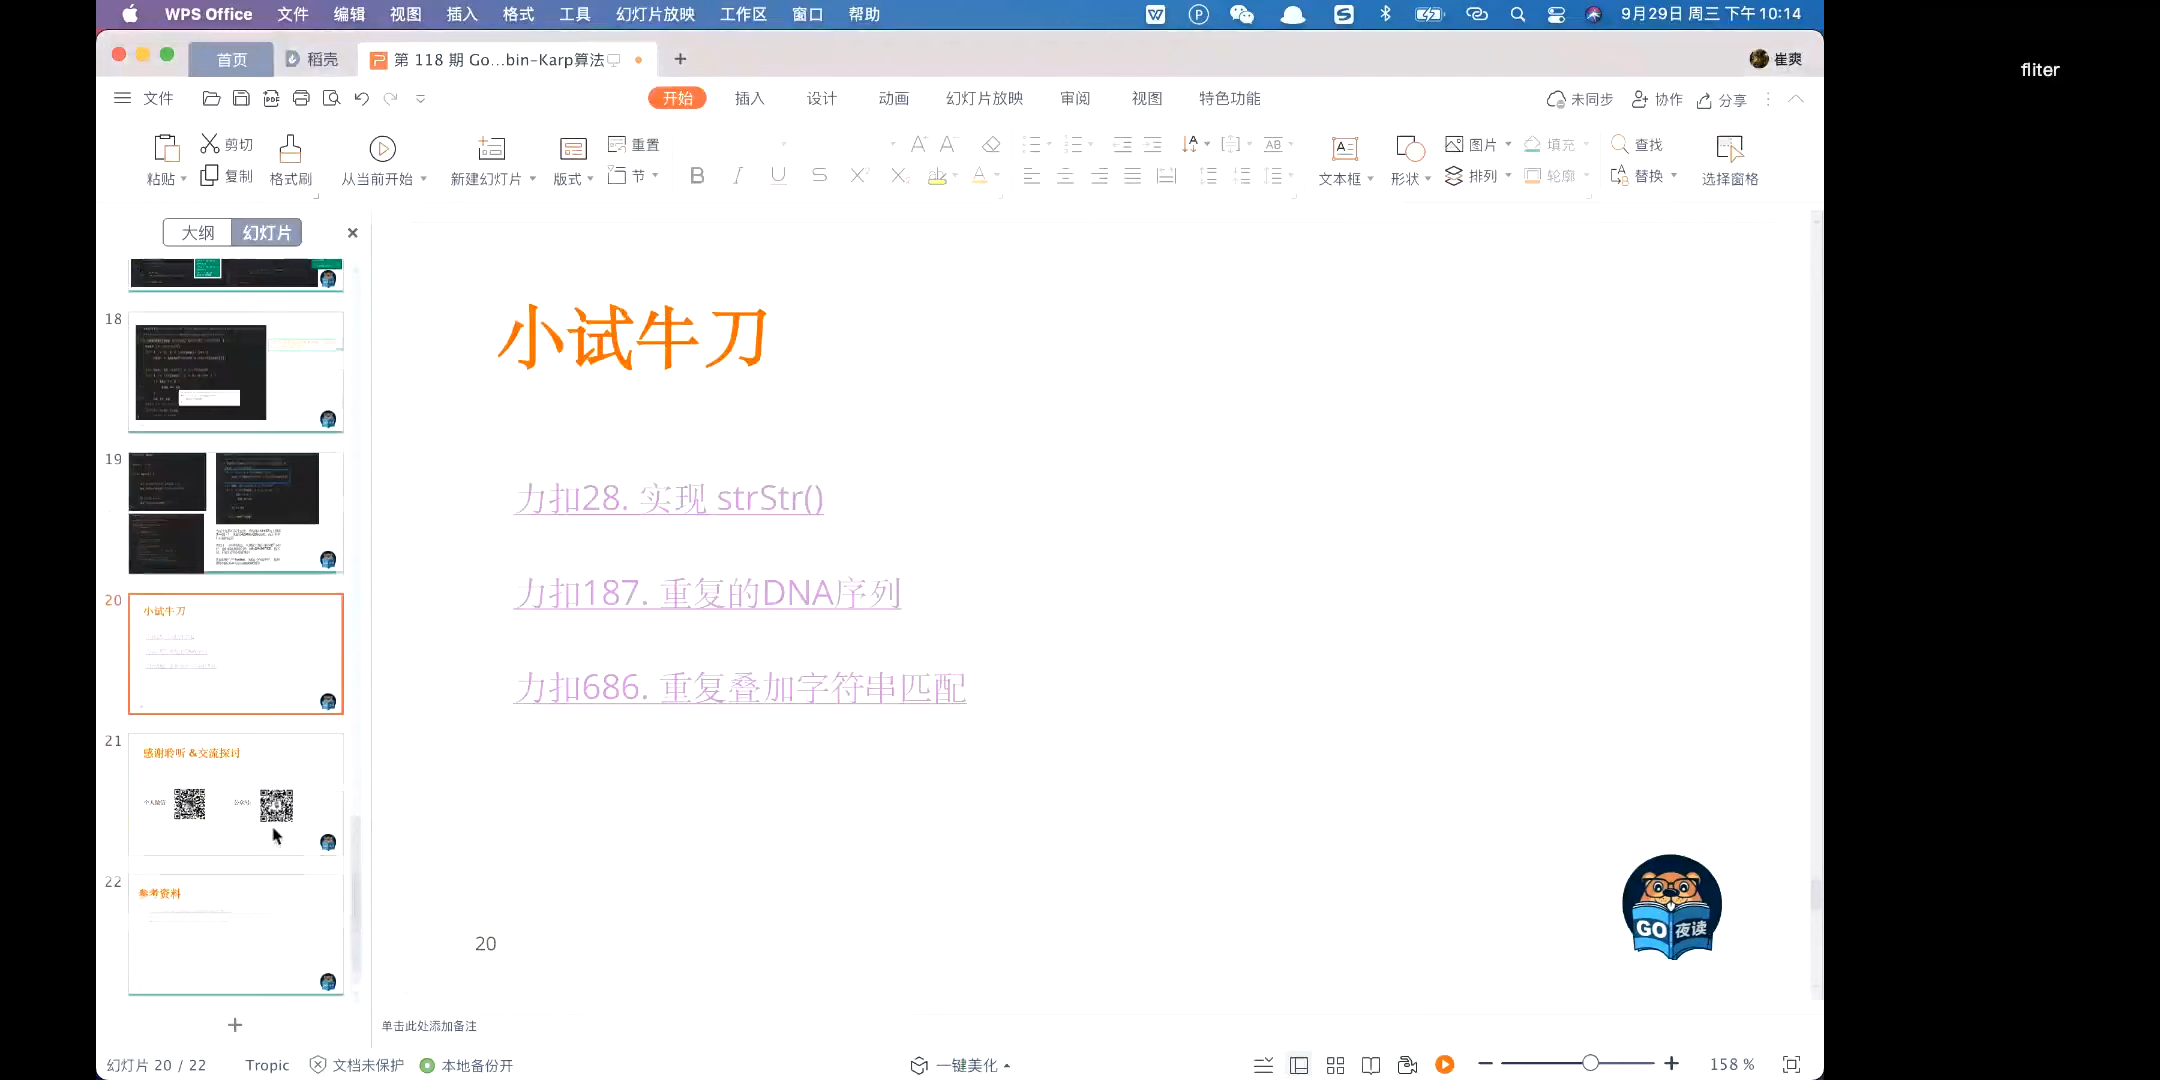 WPS Office 文件 编辑 视图 插入 格式 工具 幻灯片放映 工作区 窗口 帮助 9月29日 周三 下午10:14
首页 稻壳 第 118 期 Go...bin-Karp算法 崔爽
fliter
文件 开始 插入 设计 动画 幻灯片放映 审阅 视图 特色功能 未同步 协作 分享
剪切 重置 图片 填充 查找
粘贴 复制 格式刷 从当前开始 新建幻灯片 版式 节 文本框 形状 排列 轮廓 替换 选择窗格
大纲 幻灯片
18
19
20
小试牛刀
21
感谢聆听 &交流探讨
个人微信
公众号
22
参考资料
小试牛刀
力扣28. 实现 strStr()
力扣187. 重复的DNA序列
力扣686. 重复叠加字符串匹配
20
GO 夜读
单击此处添加备注
幻灯片 20 / 22 Tropic 文档未保护 本地备份开 一键美化 158 %